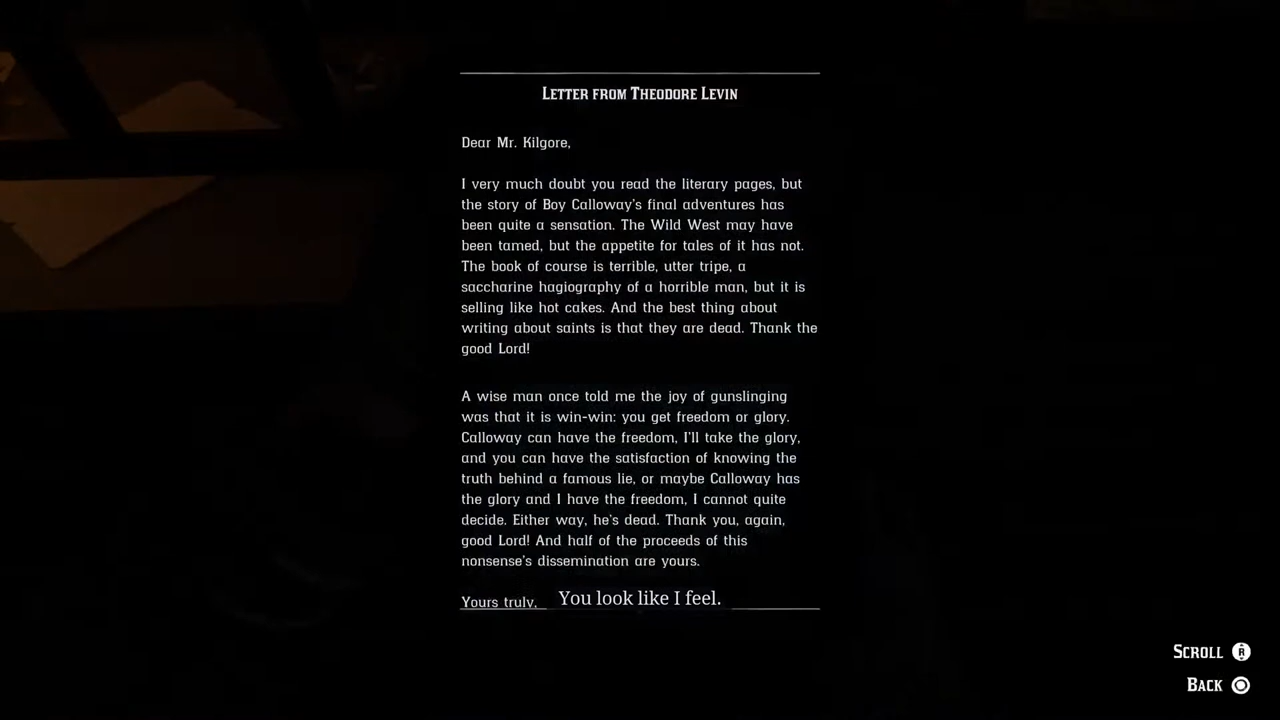 LETTER FROM THEODORE LEVIN
Dear Mr. Kilgore,
I very much doubt you read the literary pages, but
the story of Boy Calloway's final adventures has
been quite a sensation. The Wild West may have
been tamed, but the appetite for tales of it has not.
The book of course is terrible, utter tripe, a
saccharine hagiography of a horrible man, but it is
selling like hot cakes. And the best thing about
writing about saints is that they are dead. Thank the
good Lord!
A wise man once told me the joy of gunslinging
was that it is win-win: you get freedom or glory.
Calloway can have the freedom, I'll take the glory,
and you can have the satisfaction of knowing the
truth behind a famous lie, or maybe Calloway has
the glory and I have the freedom, I cannot quite
decide. Either way, he's dead. Thank you, again,
good Lord! And half of the proceeds of this
nonsense's dissemination are yours.
Yours truly,
You look like I feel.
SCROLL R
BACK